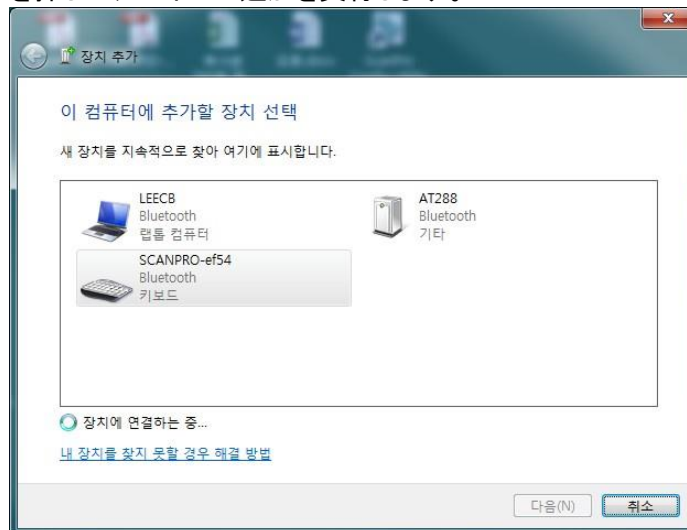 장치 추가
이 컴퓨터에 추가할 장치 선택
새 장치를 지속적으로 찾아 여기에 표시합니다.
LEECB
Bluetooth
랩톱 컴퓨터
AT288
Bluetooth
기타
SCANPRO-ef54
Bluetooth
키보드
장치에 연결하는 중...
내 장치를 찾지 못할 경우 해결 방법
다음(N)
취소